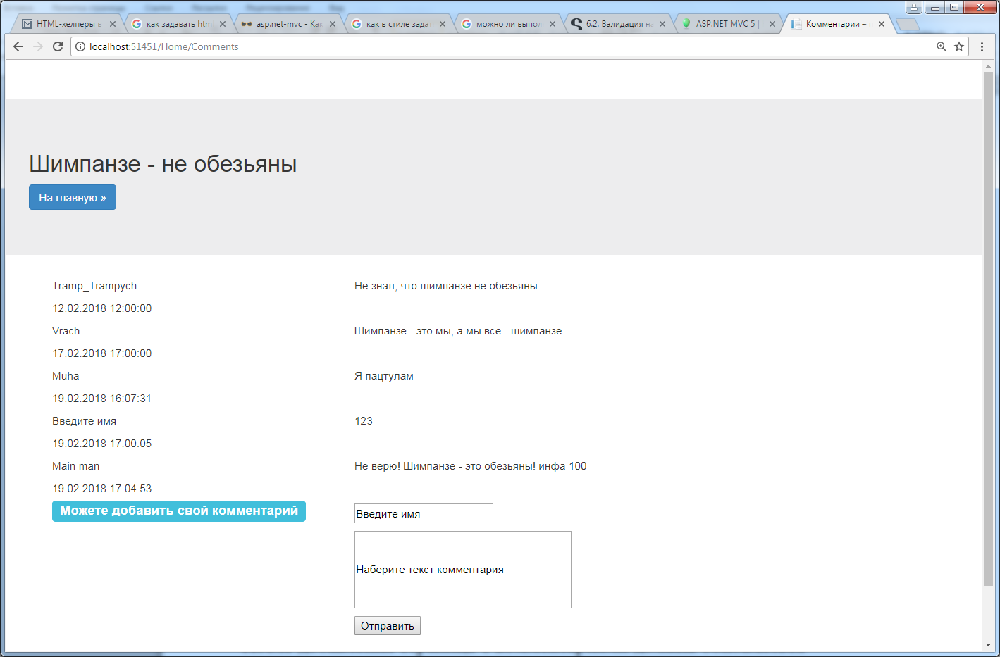 HTML-хелперы в
как задавать htm
asp.net-mvc - Как
как в стиле задат
можно ли выпол
6.2. Валидация на
ASP.NET MVC 5 |
Комментарии – п
localhost:51451/Home/Comments
Шимпанзе - не обезьяны
На главную »
Tramp_Trampych Не знал, что шимпанзе не обезьяны.
12.02.2018 12:00:00
Vrach Шимпанзе - это мы, а мы все - шимпанзе
17.02.2018 17:00:00
Muha Я пацтулам
19.02.2018 16:07:31
Введите имя 123
19.02.2018 17:00:05
Main man Не верю! Шимпанзе - это обезьяны! инфа 100
19.02.2018 17:04:53
Можете добавить свой комментарий Введите имя
Наберите текст комментария
Отправить